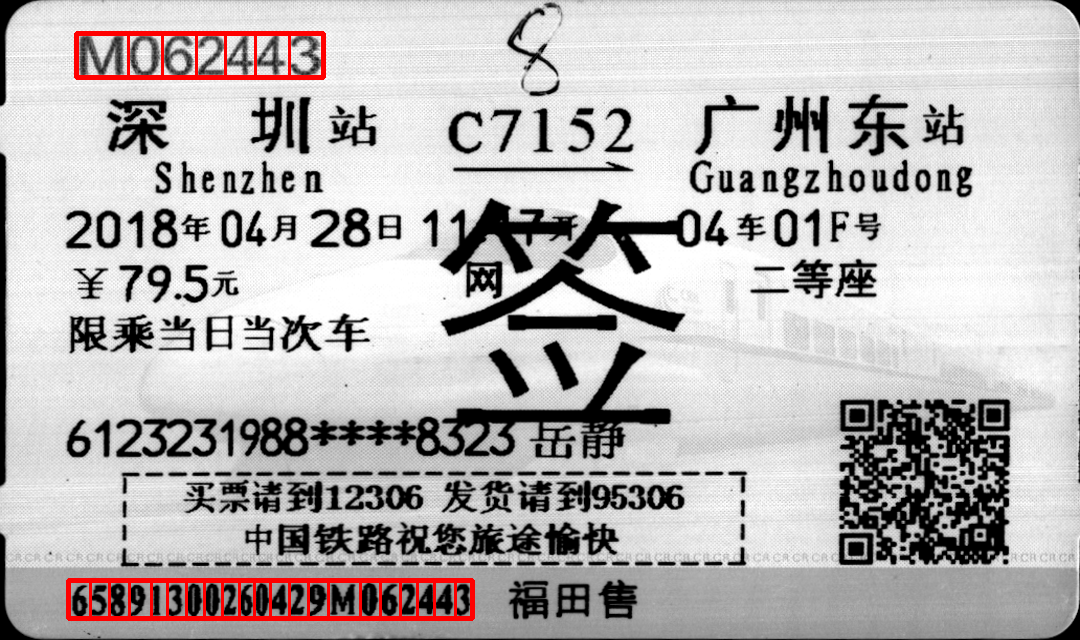 M062443
8
深圳站 C7152 广州东站
Shenzhen Guangzhoudong
2018年04月28日 04车01F号
¥79.5元 网 二等座
签
限乘当日当次车
6123231988****8323 岳静
买票请到12306 发货请到95306
中国铁路祝您旅途愉快
65891300260429M062443 福田售